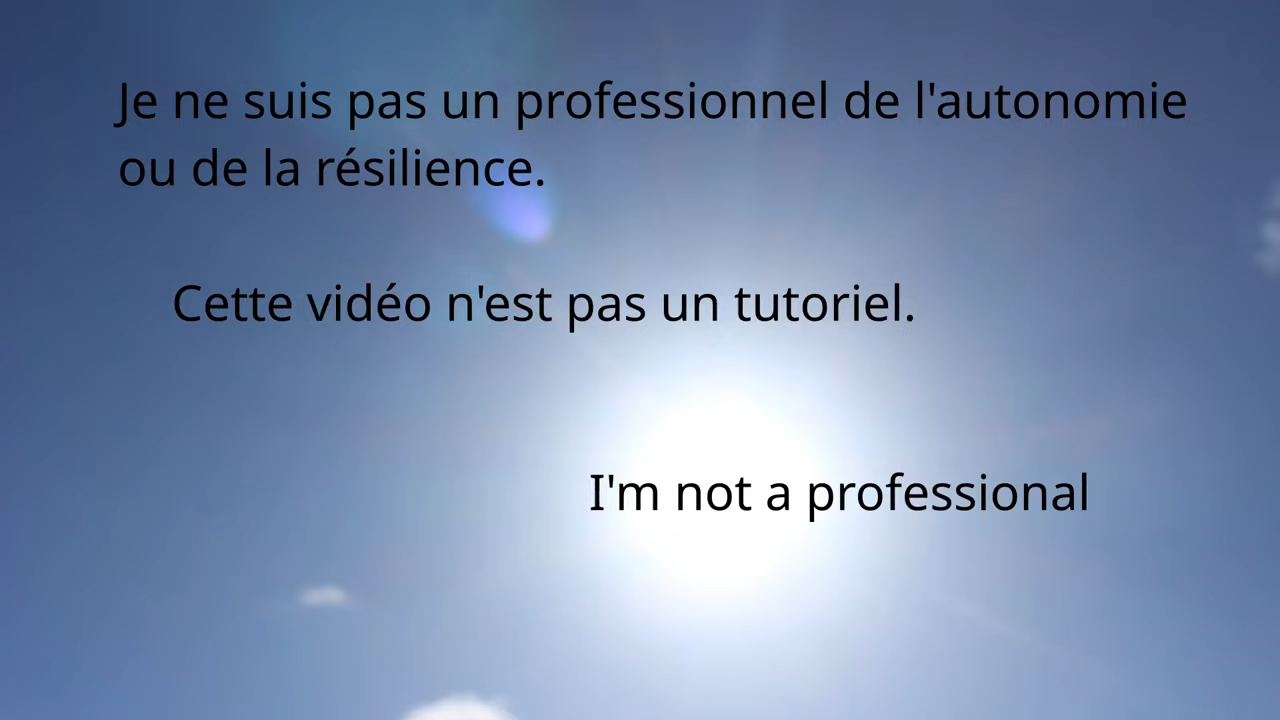 Je ne suis pas un professionnel de l'autonomie
ou de la résilience.
Cette vidéo n'est pas un tutoriel.
I'm not a professional